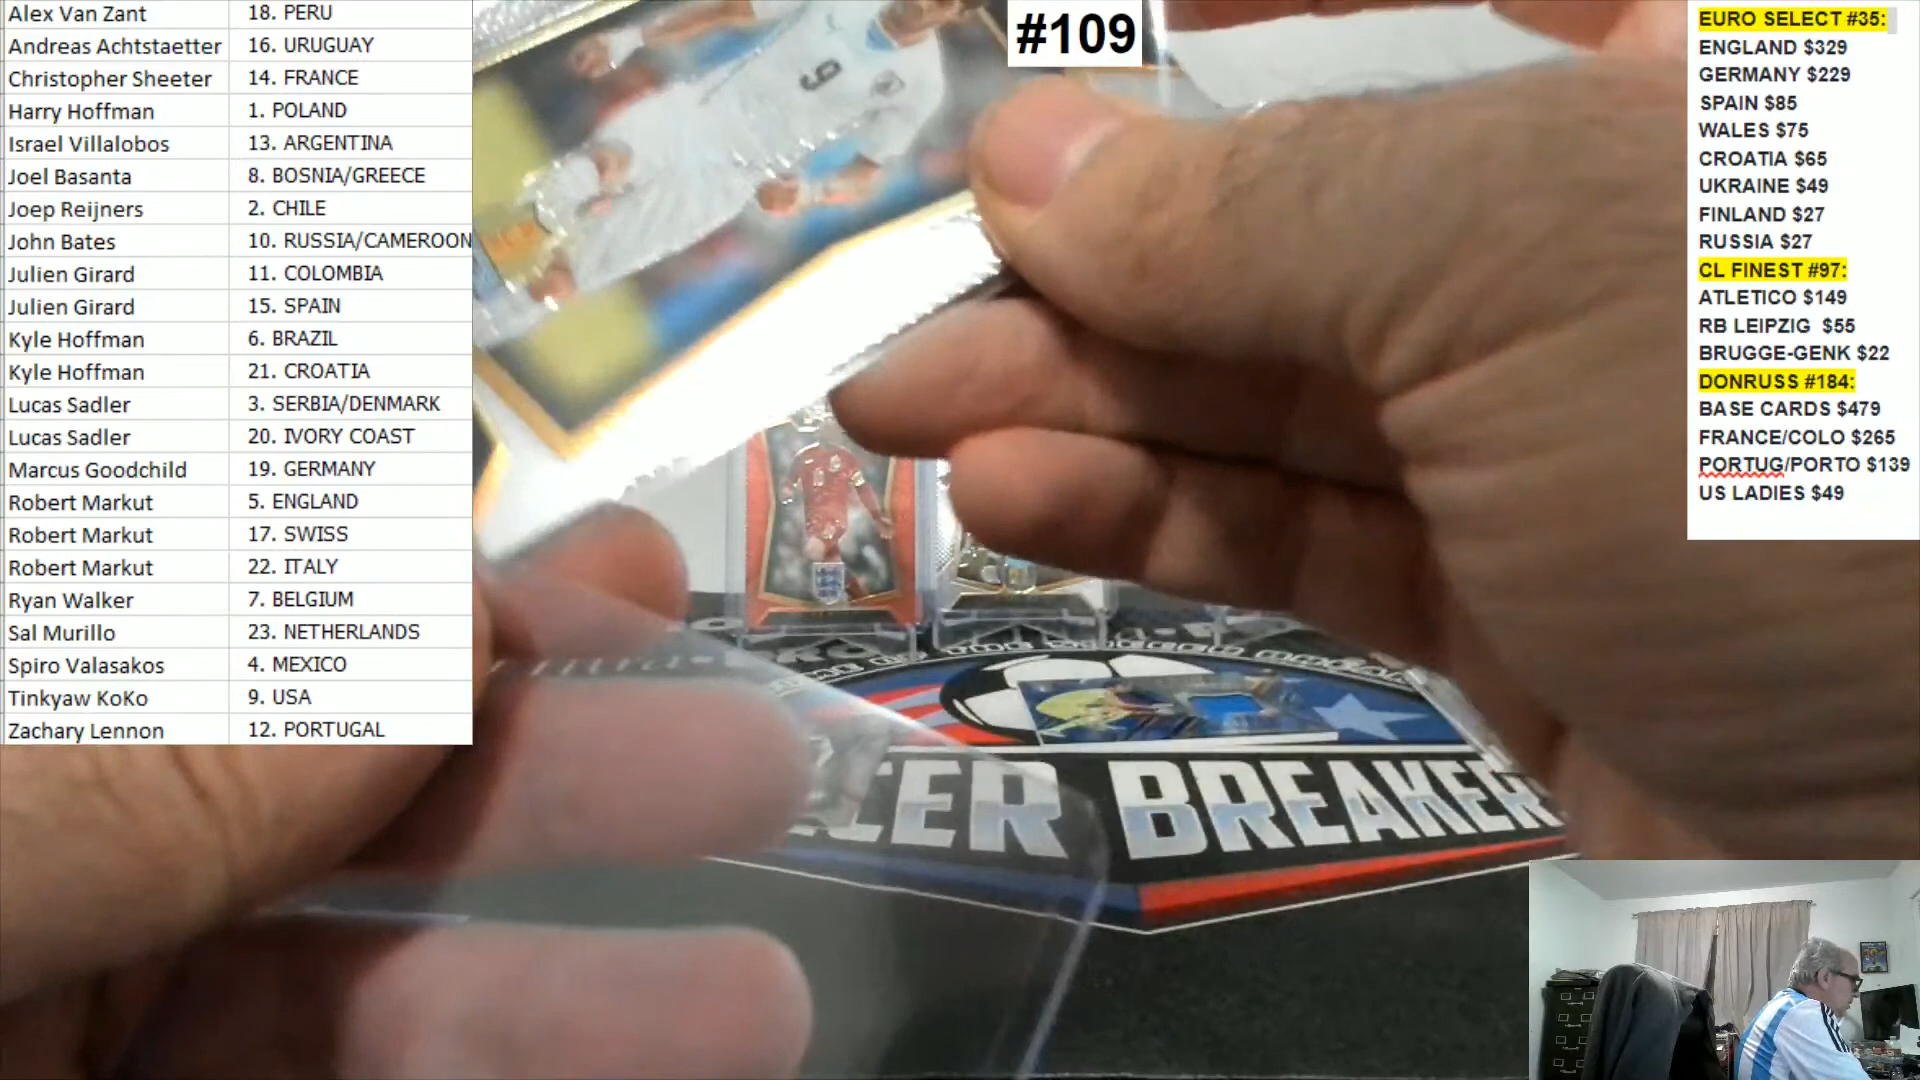 Alex Van Zant 18. PERU
Andreas Achtstaetter 16. URUGUAY
Christopher Sheeter 14. FRANCE
Harry Hoffman 1. POLAND
Israel Villalobos 13. ARGENTINA
Joel Basanta 8. BOSNIA/GREECE
Joep Reijners 2. CHILE
John Bates 10. RUSSIA/CAMEROON
Julien Girard 11. COLOMBIA
Julien Girard 15. SPAIN
Kyle Hoffman 6. BRAZIL
Kyle Hoffman 21. CROATIA
Lucas Sadler 3. SERBIA/DENMARK
Lucas Sadler 20. IVORY COAST
Marcus Goodchild 19. GERMANY
Robert Markut 5. ENGLAND
Robert Markut 17. SWISS
Robert Markut 22. ITALY
Ryan Walker 7. BELGIUM
Sal Murillo 23. NETHERLANDS
Spiro Valasakos 4. MEXICO
Tinkyaw KoKo 9. USA
Zachary Lennon 12. PORTUGAL
#109
9
CER BREAKER
EURO SELECT #35:
ENGLAND $329
GERMANY $229
SPAIN $85
WALES $75
CROATIA $65
UKRAINE $49
FINLAND $27
RUSSIA $27
CL FINEST #97:
ATLETICO $149
RB LEIPZIG $55
BRUGGE-GENK $22
DONRUSS #184:
BASE CARDS $479
FRANCE/COLO $265
PORTUG/PORTO $139
US LADIES $49